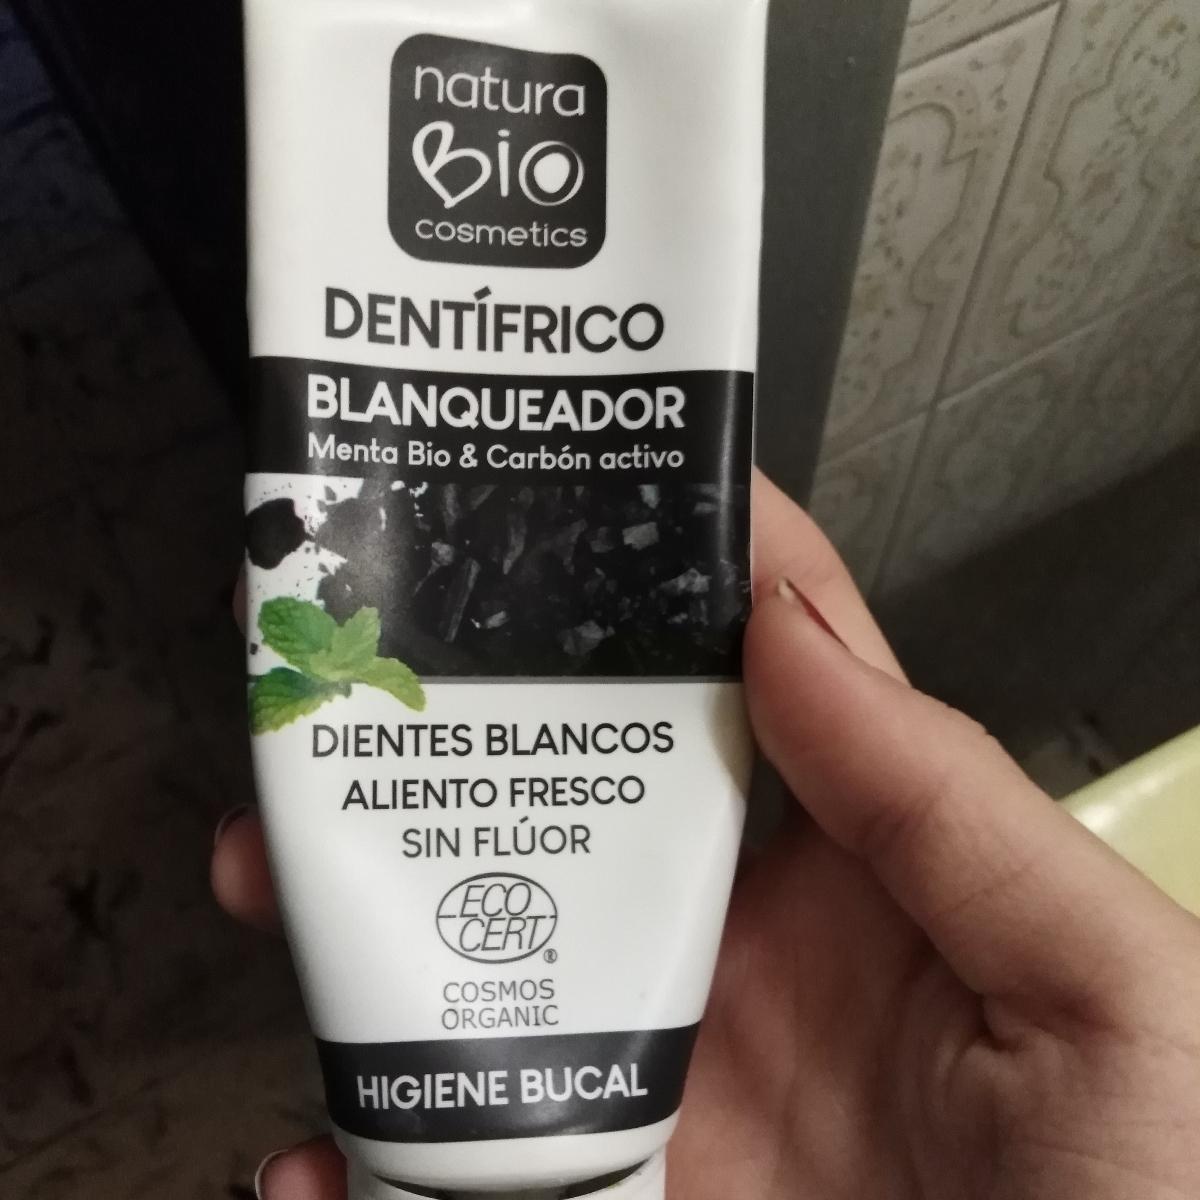 natura
Bio
cosmetics
DENTÍFRICO
BLANQUEADOR
Menta Bio & Carbón activo
DIENTES BLANCOS
ALIENTO FRESCO
SIN FLÚOR
ECO
CERT
®
COSMOS
ORGANIC
HIGIENE BUCAL